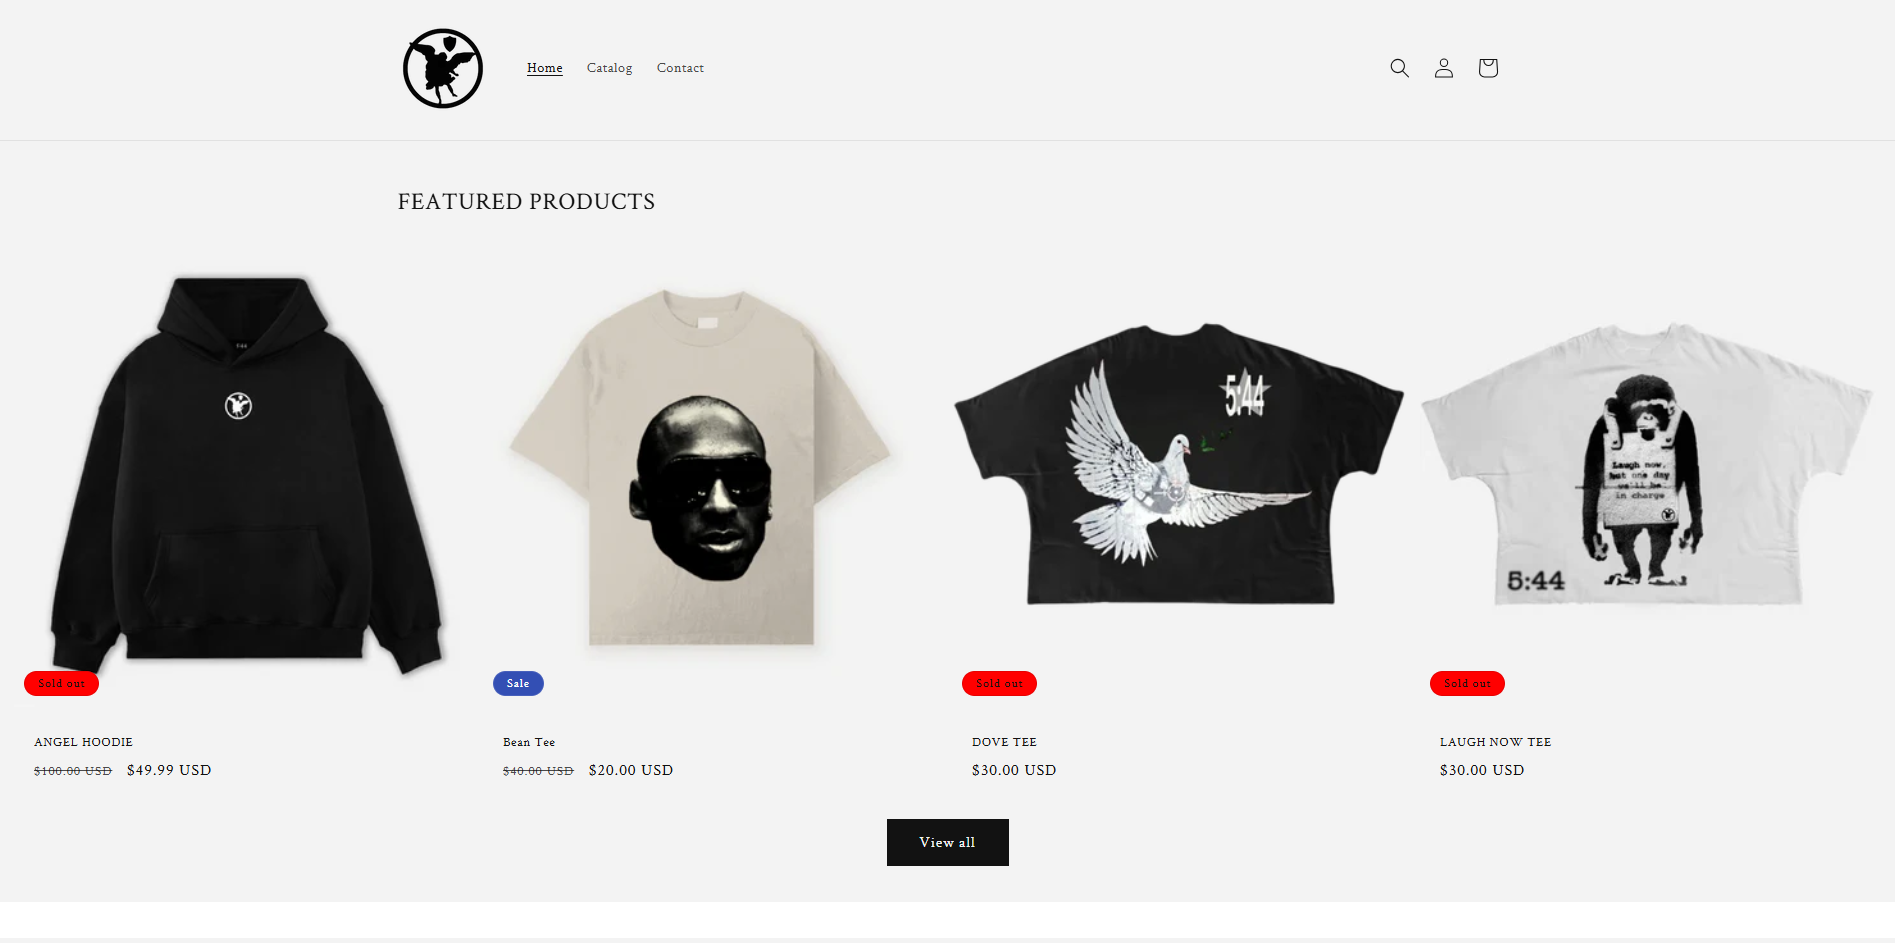 Home
Catalog
Contact
FEATURED PRODUCTS
5:44
5:44
Laugh now,
but one day
we'll be
in charge
5:44
Sold out
Sale
Sold out
Sold out
ANGEL HOODIE
Bean Tee
DOVE TEE
LAUGH NOW TEE
$100.00 USD $49.99 USD
$40.00 USD $20.00 USD
$30.00 USD
$30.00 USD
View all